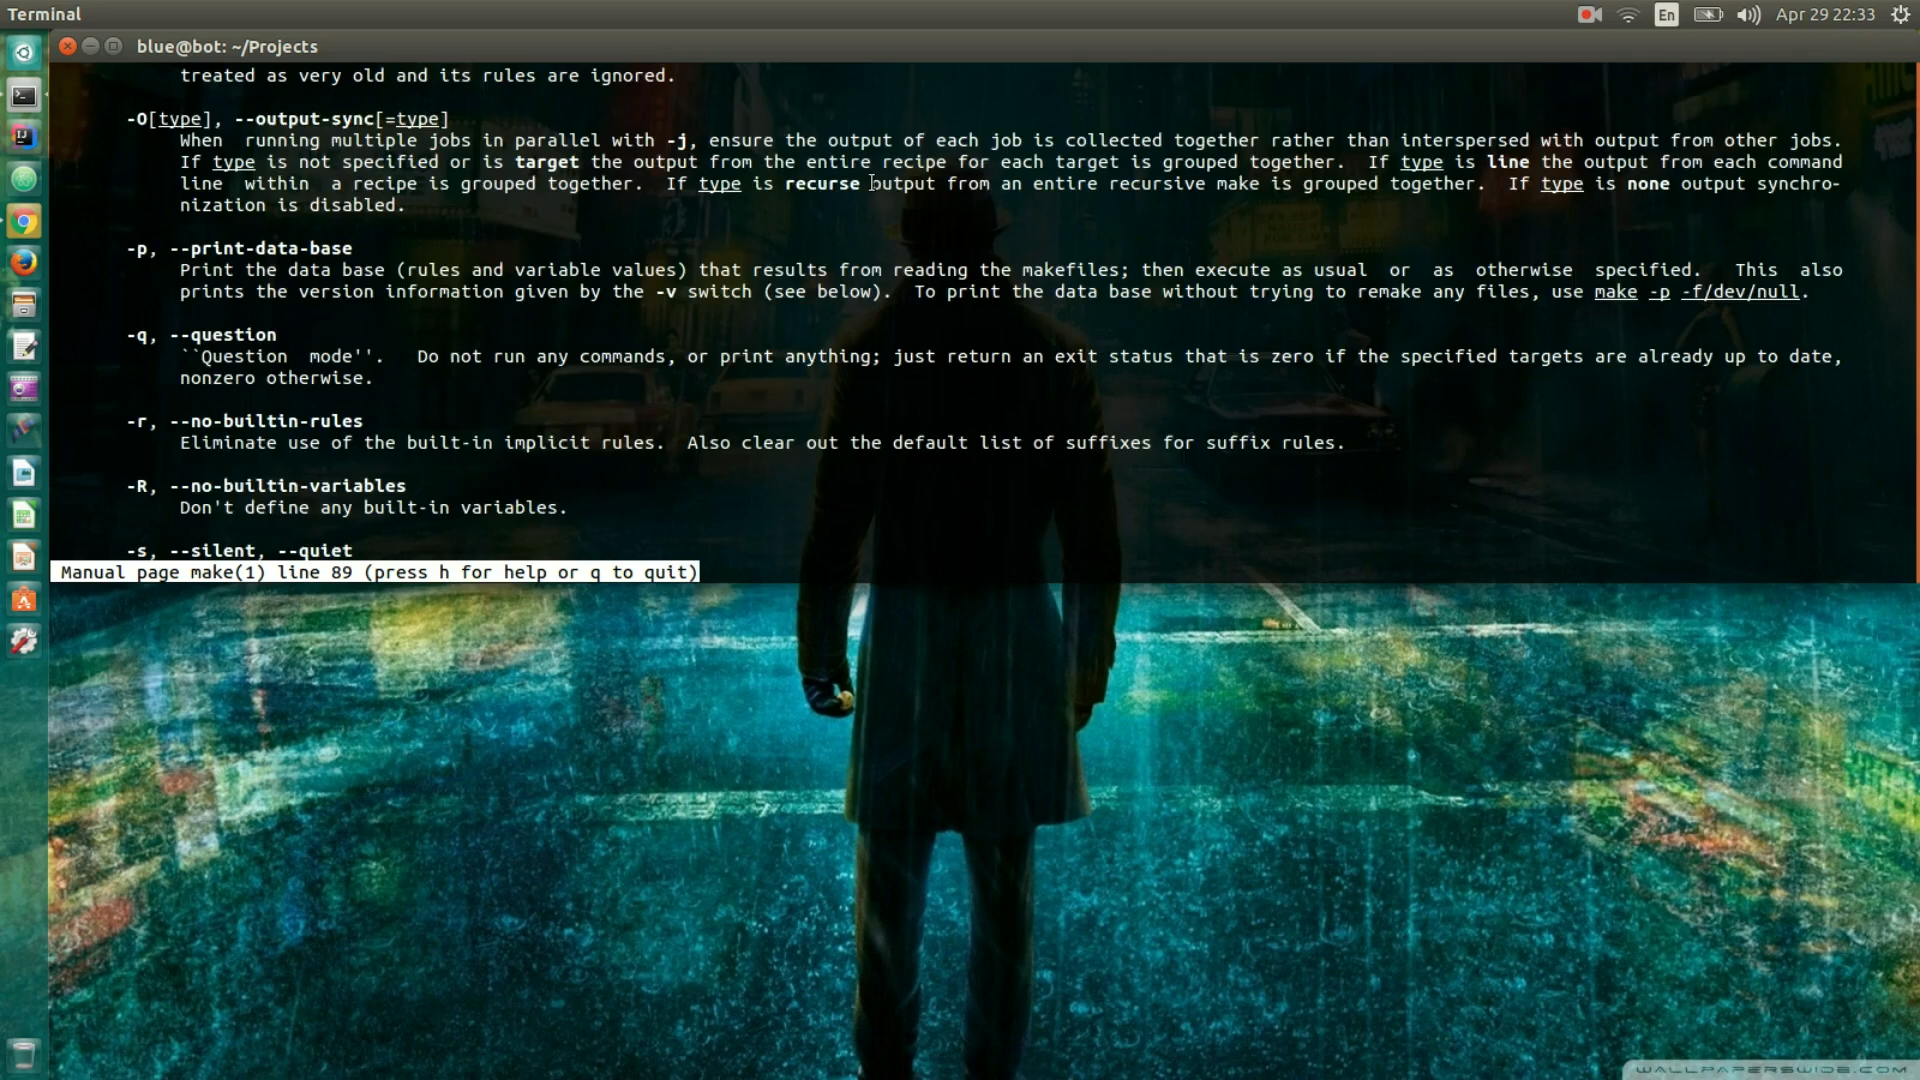 Terminal
En
Apr 29 22:33
blue@bot: ~/Projects
treated as very old and its rules are ignored.
-O[type], --output-sync[=type]
When running multiple jobs in parallel with -j, ensure the output of each job is collected together rather than interspersed with output from other jobs.
If type is not specified or is target the output from the entire recipe for each target is grouped together. If type is line the output from each command
line within a recipe is grouped together. If type is recurse output from an entire recursive make is grouped together. If type is none output synchro-
nization is disabled.
-p, --print-data-base
Print the data base (rules and variable values) that results from reading the makefiles; then execute as usual or as otherwise specified. This also
prints the version information given by the -v switch (see below). To print the data base without trying to remake any files, use make -p -f/dev/null.
-q, --question
``Question mode''. Do not run any commands, or print anything; just return an exit status that is zero if the specified targets are already up to date,
nonzero otherwise.
-r, --no-builtin-rules
Eliminate use of the built-in implicit rules. Also clear out the default list of suffixes for suffix rules.
-R, --no-builtin-variables
Don't define any built-in variables.
-s, --silent, --quiet
Manual page make(1) line 89 (press h for help or q to quit)
WALLPAPERSWIDE.COM